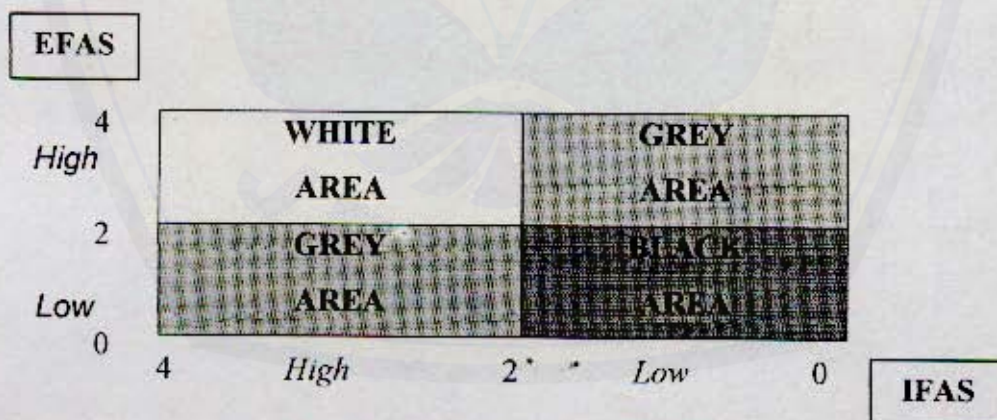 EFAS
4
WHITE GREY
High
AREA AREA
2
GREY BLACK
Low
AREA AREA
0
4 High 2 Low 0
IFAS